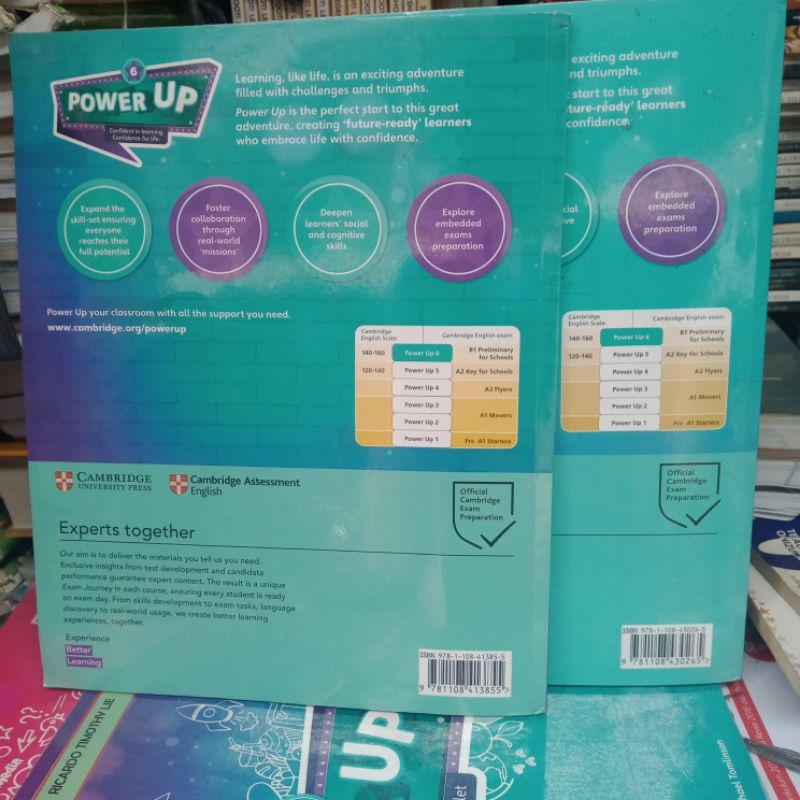 6
POWER UP
Confident in learning.
Confidence for life.
Learning, like life, is an exciting adventure
filled with challenges and triumphs.
Power Up is the perfect start to this great
adventure, creating 'future-ready' learners
who embrace life with confidence.
Expand the
skill-set ensuring
everyone
reaches their
full potential
Foster
collaboration
through
real-world
'missions'
Deepen
learners' social
and cognitive
skills
Explore
embedded
exams
preparation
Power Up your classroom with all the support you need.
www.cambridge.org/powerup
Cambridge
English Scale:
Cambridge English exam:
140-160 Power Up 6 B1 Preliminary
for Schools
120-140 Power Up 5 A2 Key for Schools
Power Up 4 A2 Flyers
Power Up 3
A1 Movers
Power Up 2
Power Up 1 Pre A1 Starters
CAMBRIDGE
UNIVERSITY PRESS
Cambridge Assessment
English
Official
Cambridge
Exam
Preparation
Experts together
Our aim is to deliver the materials you tell us you need.
Exclusive insights from test development and candidate
performance guarantee expert content. The result is a unique
Exam Journey in each course, ensuring every student is ready
on exam day. From skills development to exam tasks, language
discovery to real-world usage, we create better learning
experiences, together.
Experience
Better
Learning
ISBN 978-1-108-41385-5
9 781108 413855 >
exciting adventure
and triumphs.
start to this great
future-ready' learners
confidence.
Explore
embedded
exams
preparation
Cambridge
English Scale:
Cambridge English exam:
140-160 Power Up 6 B1 Preliminary
for Schools
120-140 Power Up 5 A2 Key for Schools
Power Up 4 A2 Flyers
Power Up 3
A1 Movers
Power Up 2
Power Up 1 Pre A1 Starters
Official
Cambridge
Exam
Preparation
ISBN 978-1-108-43026-5
9 781108 430265 >
RICARDO TIMOTHY LIE
UP
Tomlinson